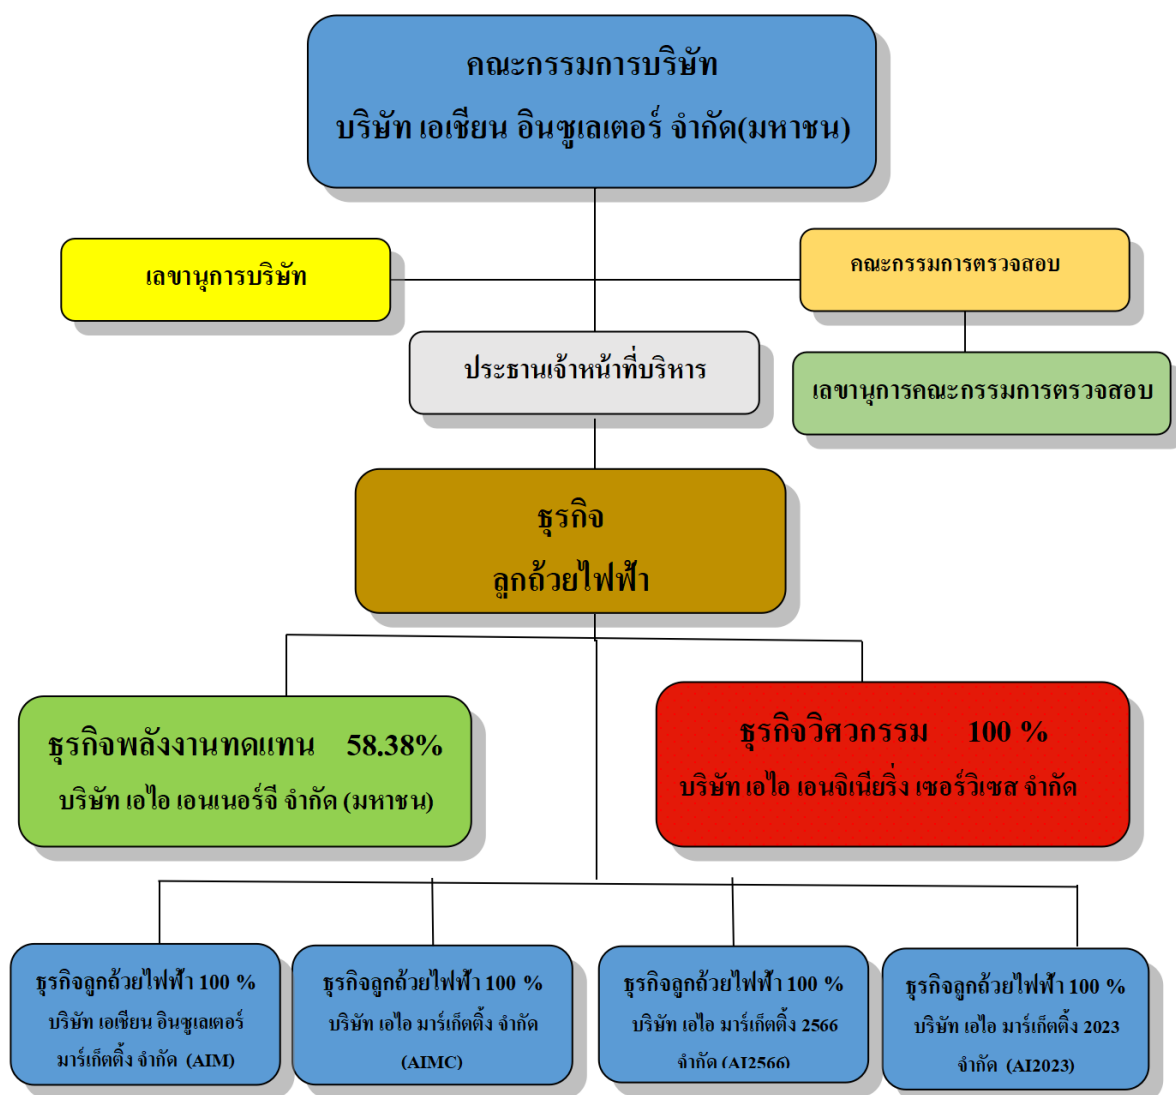 คณะกรรมการบริษัท
บริษัท เอเชียน อินซูเลเตอร์ จำกัด(มหาชน)
เลขานุการบริษัท
คณะกรรมการตรวจสอบ
ประธานเจ้าหน้าที่บริหาร
เลขานุการคณะกรรมการตรวจสอบ
ธุรกิจ
ลูกถ้วยไฟฟ้า
ธุรกิจพลังงานทดแทน 58.38%
บริษัท เอไอ เอนเนอร์จี จำกัด (มหาชน)
ธุรกิจวิศวกรรม 100 %
บริษัท เอไอ เอนจิเนียริ่ง เซอร์วิเซส จำกัด
ธุรกิจลูกถ้วยไฟฟ้า 100 %
บริษัท เอเชียน อินซูเลเตอร์
มาร์เก็ตติ้ง จำกัด (AIM)
ธุรกิจลูกถ้วยไฟฟ้า 100 %
บริษัท เอไอ มาร์เก็ตติ้ง จำกัด
(AIMC)
ธุรกิจลูกถ้วยไฟฟ้า 100 %
บริษัท เอไอ มาร์เก็ตติ้ง 2566
จำกัด (AI2566)
ธุรกิจลูกถ้วยไฟฟ้า 100 %
บริษัท เอไอ มาร์เก็ตติ้ง 2023
จำกัด (AI2023)